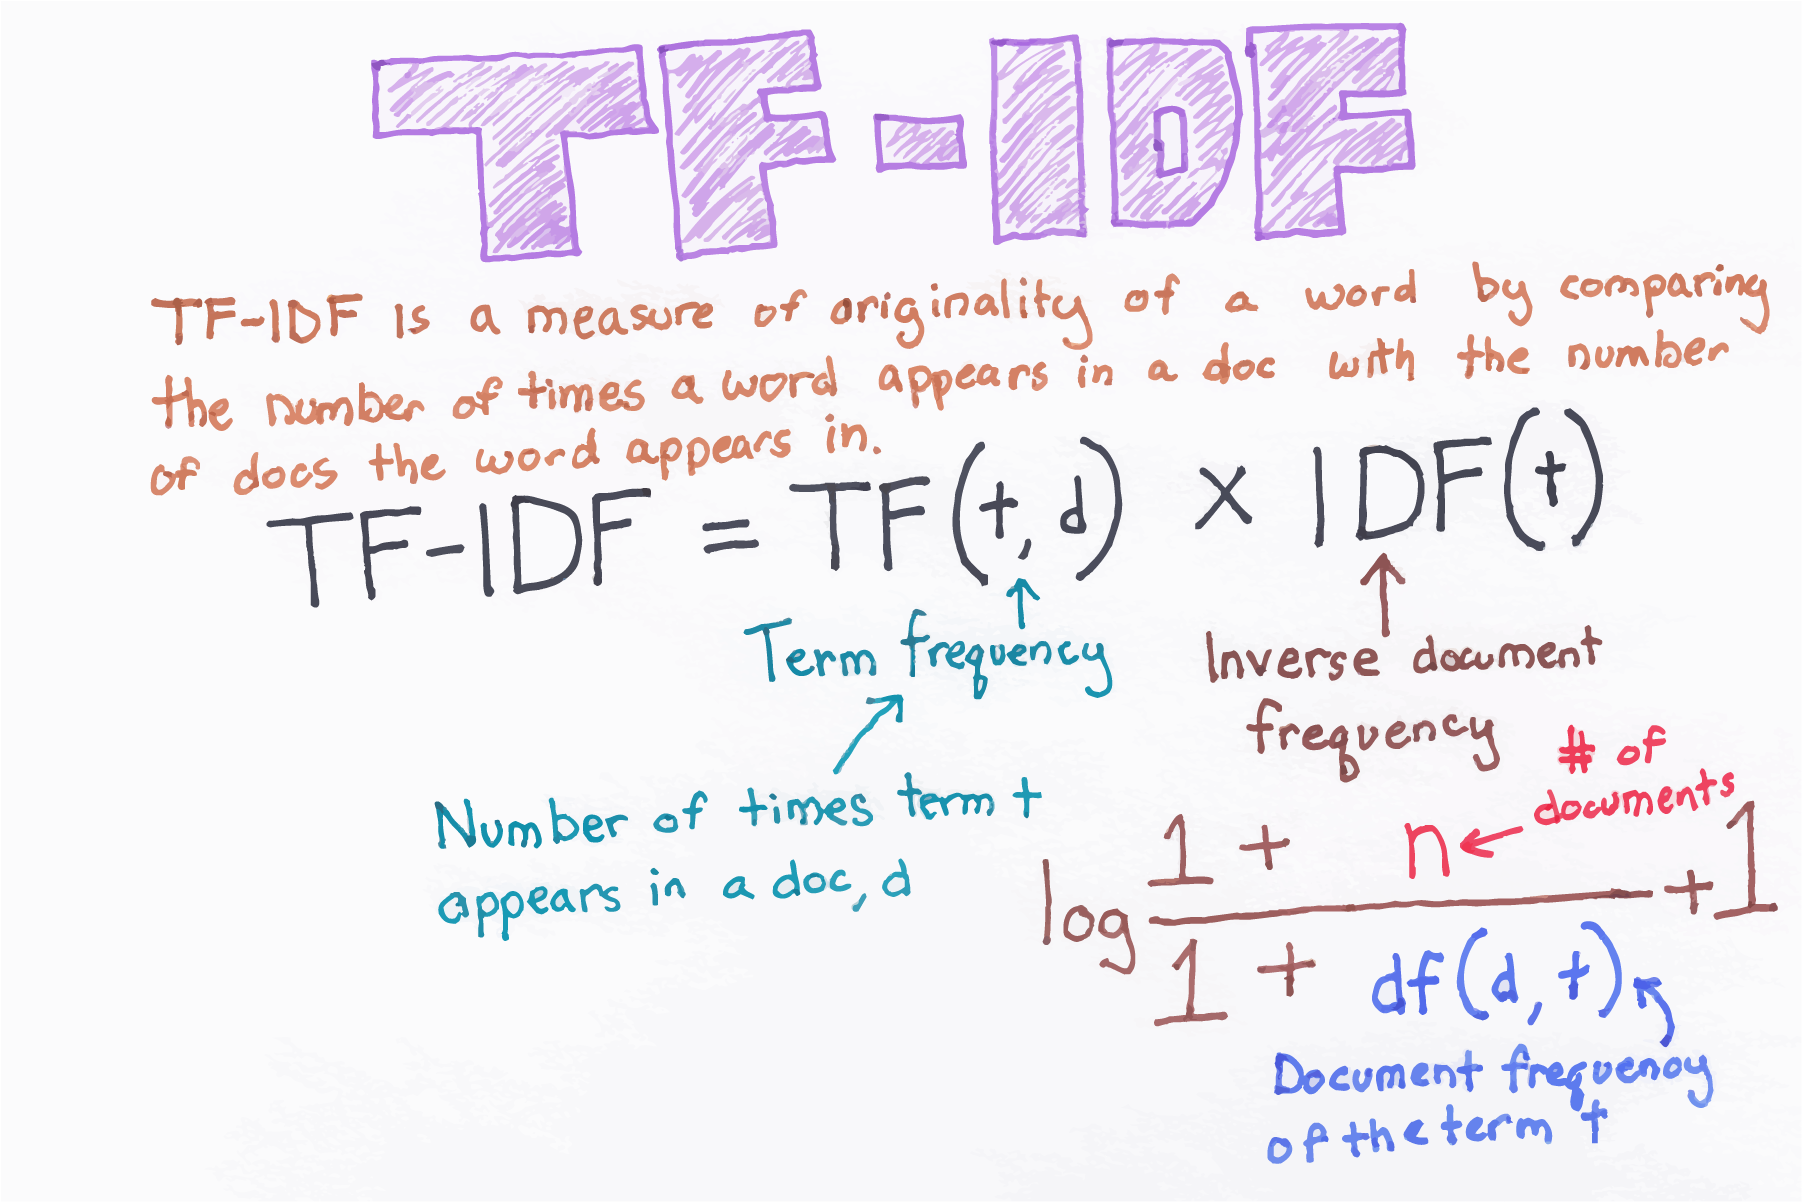 TF-IDF
TF-IDF is a measure of originality of a word by comparing
the number of times a word appears in a doc with the number
of docs the word appears in.
TF-IDF = TF(t, d) x IDF(t)
Term frequency
Inverse document
frequency
Number of times term t
appears in a doc, d
# of
documents
log 1 + n + 1
1 + df(d, t)
Document frequency
of the term t